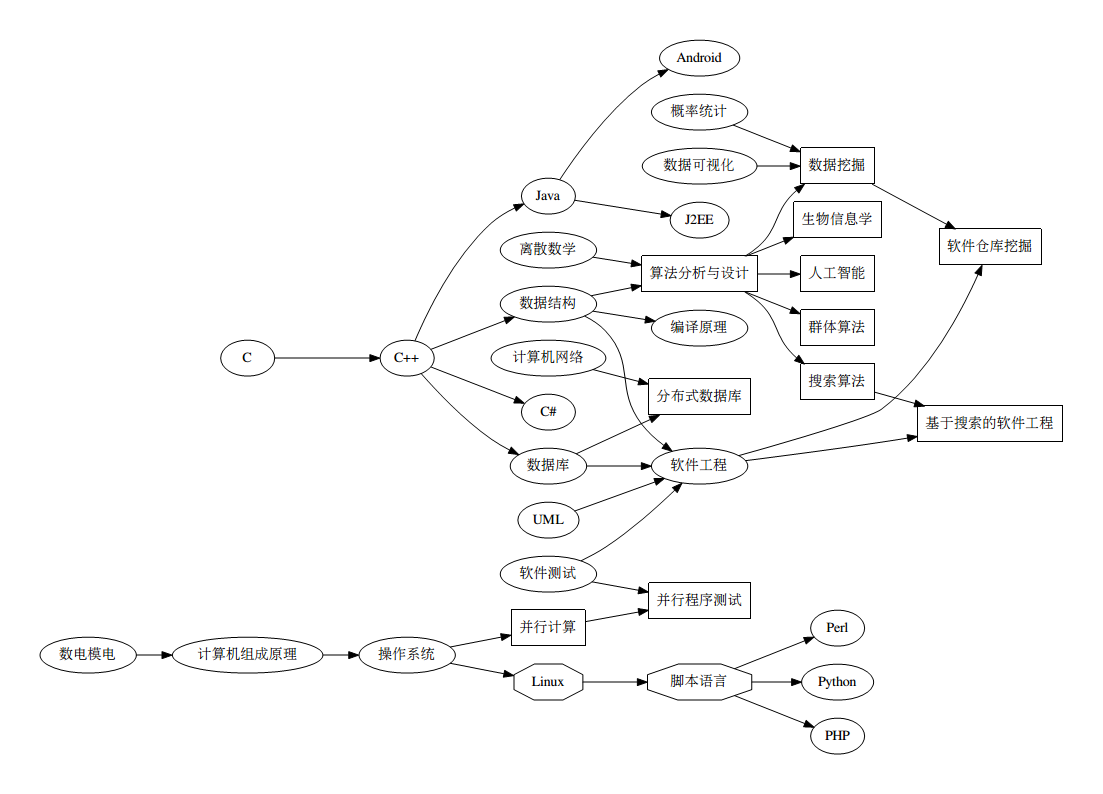 Android
概率统计
数据可视化
数据挖掘
Java
J2EE
生物信息学
离散数学
软件仓库挖掘
算法分析与设计
人工智能
数据结构
编译原理
群体算法
C
C++
计算机网络
搜索算法
分布式数据库
C#
基于搜索的软件工程
数据库
软件工程
UML
软件测试
并行程序测试
并行计算
Perl
数电模电
计算机组成原理
操作系统
Linux
脚本语言
Python
PHP